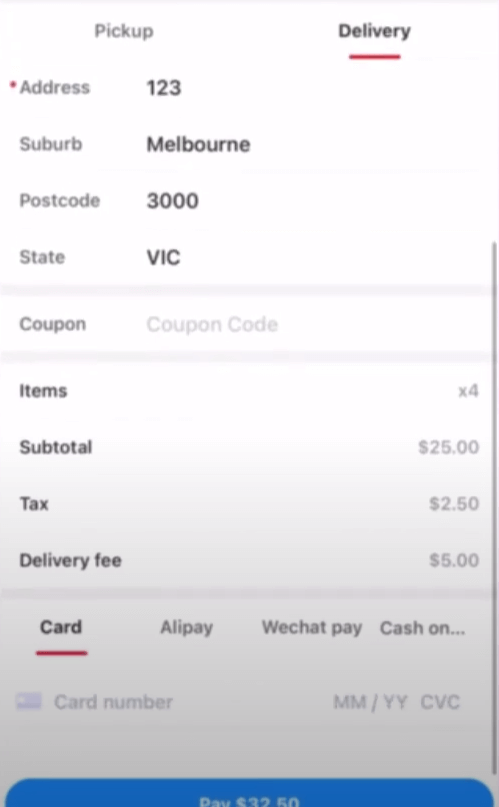 Pickup Delivery
* Address 123
Suburb Melbourne
Postcode 3000
State VIC
Coupon Coupon Code
Items x4
Subtotal $25.00
Tax $2.50
Delivery fee $5.00
Card Alipay Wechat pay Cash on...
Card number MM / YY CVC
Pay $32.50